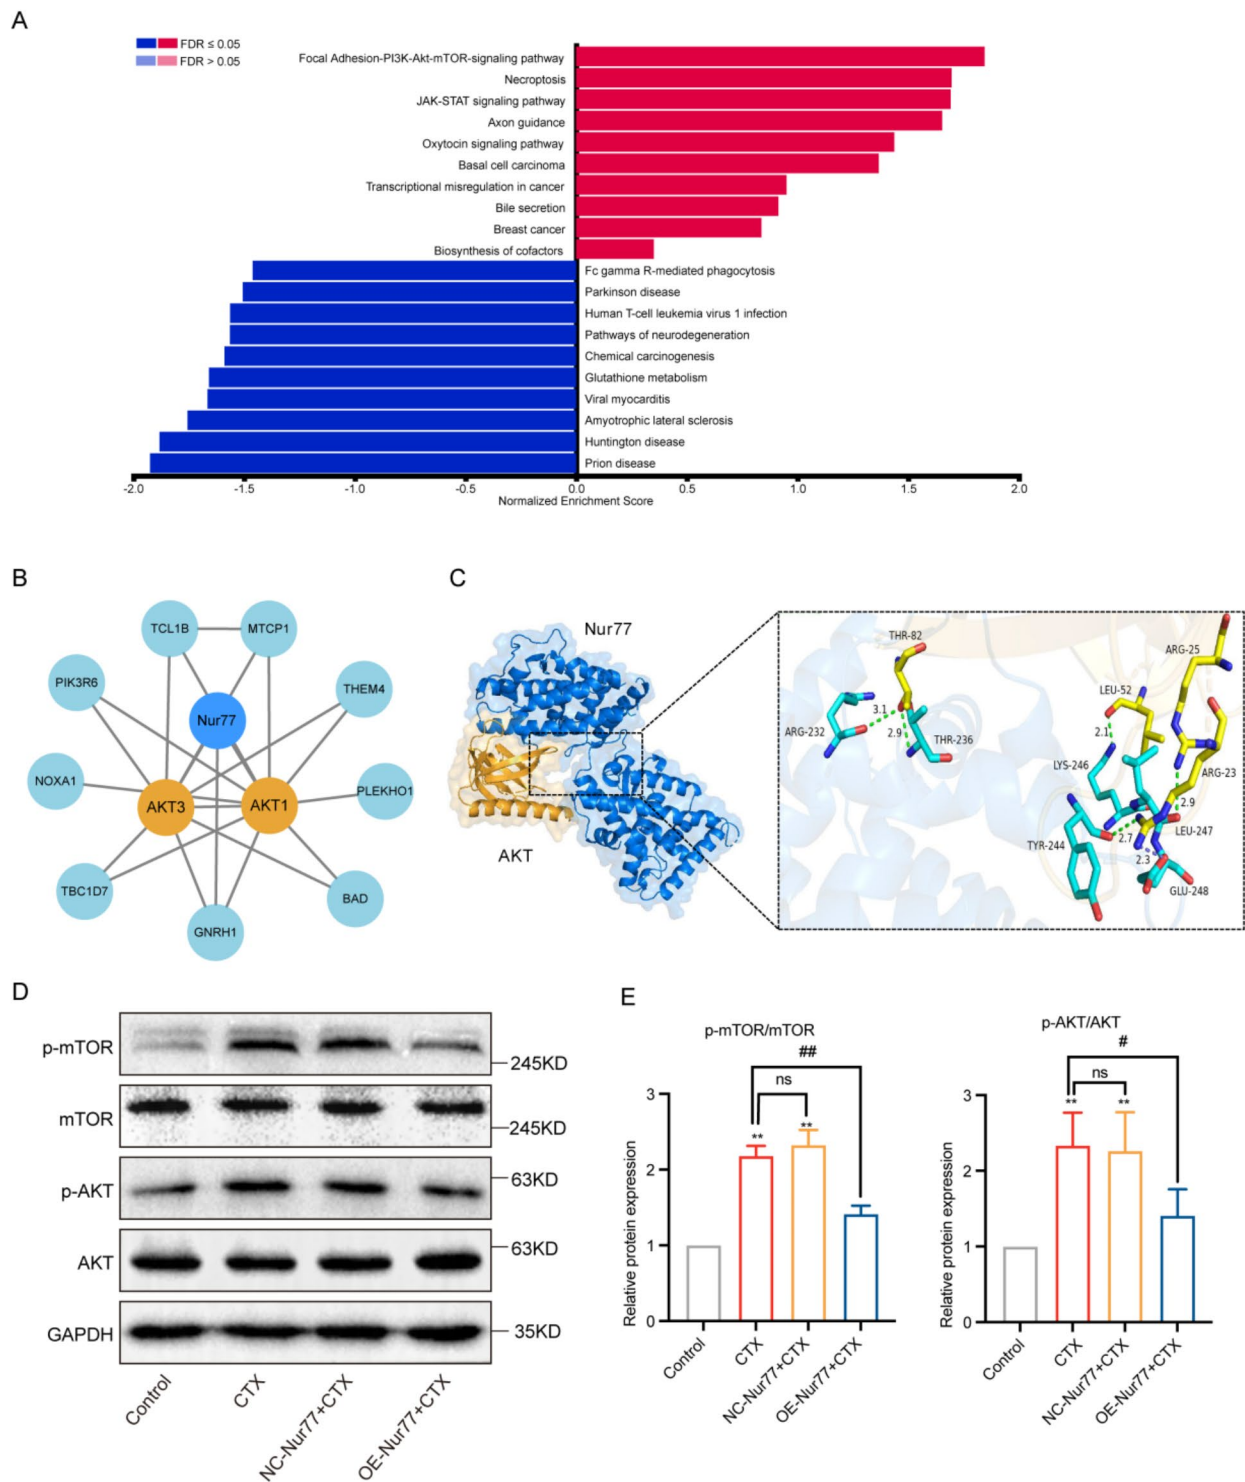 A
FDR ≤ 0.05
FDR > 0.05
Focal Adhesion-PI3K-Akt-mTOR-signaling pathway
Necroptosis
JAK-STAT signaling pathway
Axon guidance
Oxytocin signaling pathway
Basal cell carcinoma
Transcriptional misregulation in cancer
Bile secretion
Breast cancer
Biosynthesis of cofactors
Fc gamma R-mediated phagocytosis
Parkinson disease
Human T-cell leukemia virus 1 infection
Pathways of neurodegeneration
Chemical carcinogenesis
Glutathione metabolism
Viral myocarditis
Amyotrophic lateral sclerosis
Huntington disease
Prion disease
-2.0 -1.5 -1.0 -0.5 0.0 0.5 1.0 1.5 2.0
Normalized Enrichment Score
B
TCL1B
MTCP1
PIK3R6
THEM4
Nur77
NOXA1
AKT3
AKT1
PLEKHO1
TBC1D7
BAD
GNRH1
C
Nur77
AKT
THR-82
ARG-25
3.1
LEU-52
ARG-232
2.9
THR-236
2.1
LYS-246
ARG-23
2.9
LEU-247
TYR-244
2.7
2.3
GLU-248
D
p-mTOR
245KD
mTOR
245KD
p-AKT
63KD
AKT
63KD
GAPDH
35KD
Control
CTX
NC-Nur77+CTX
OE-Nur77+CTX
E
p-mTOR/mTOR
##
ns
**
**
Relative protein expression
3
2
1
0
Control
CTX
NC-Nur77+CTX
OE-Nur77+CTX
p-AKT/AKT
#
ns
**
**
Relative protein expression
3
2
1
0
Control
CTX
NC-Nur77+CTX
OE-Nur77+CTX